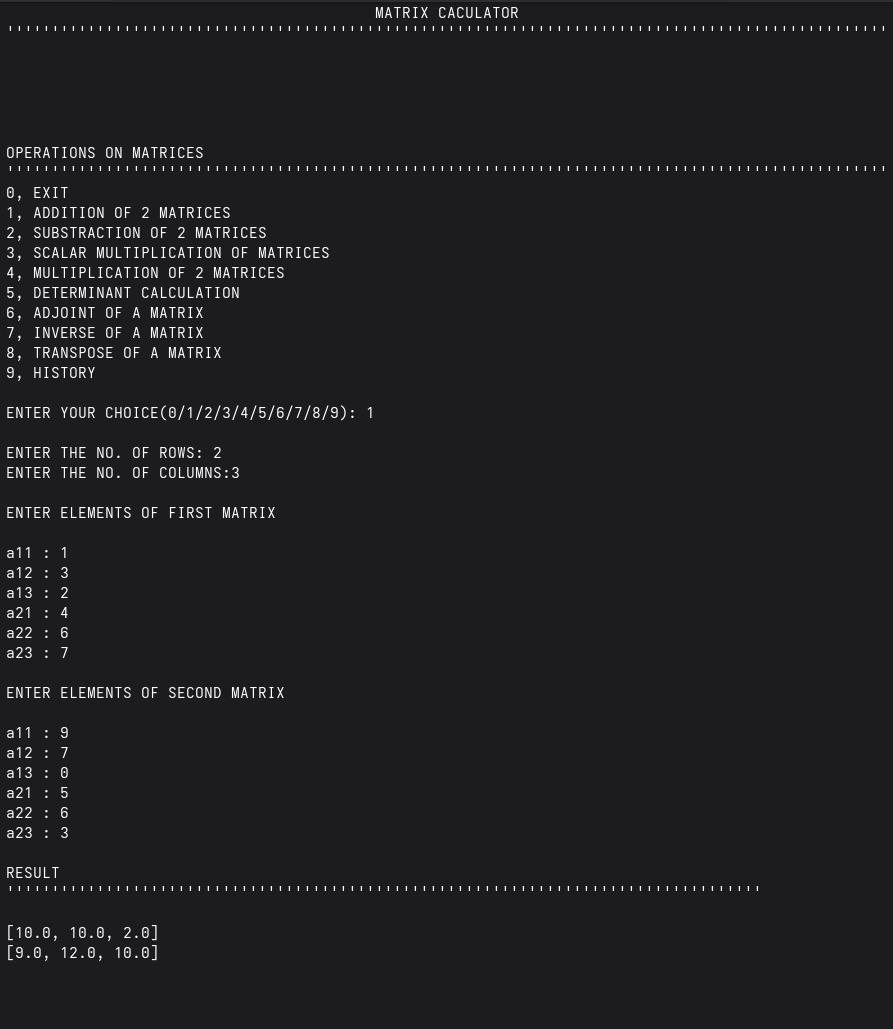 MATRIX CACULATOR
''''''''''''''''''''''''''''''''''''''''''''''''''''''''''''''''''''''''''''''''''''''''''''''''''
OPERATIONS ON MATRICES
''''''''''''''''''''''''''''''''''''''''''''''''''''''''''''''''''''''''''''''''''''''''''''''''''
0, EXIT
1, ADDITION OF 2 MATRICES
2, SUBSTRACTION OF 2 MATRICES
3, SCALAR MULTIPLICATION OF MATRICES
4, MULTIPLICATION OF 2 MATRICES
5, DETERMINANT CALCULATION
6, ADJOINT OF A MATRIX
7, INVERSE OF A MATRIX
8, TRANSPOSE OF A MATRIX
9, HISTORY
ENTER YOUR CHOICE(0/1/2/3/4/5/6/7/8/9): 1
ENTER THE NO. OF ROWS: 2
ENTER THE NO. OF COLUMNS:3
ENTER ELEMENTS OF FIRST MATRIX
a11 : 1
a12 : 3
a13 : 2
a21 : 4
a22 : 6
a23 : 7
ENTER ELEMENTS OF SECOND MATRIX
a11 : 9
a12 : 7
a13 : 0
a21 : 5
a22 : 6
a23 : 3
RESULT
''''''''''''''''''''''''''''''''''''''''''''''''''''''''''''''''''''''''''''''''''''
[10.0, 10.0, 2.0]
[9.0, 12.0, 10.0]